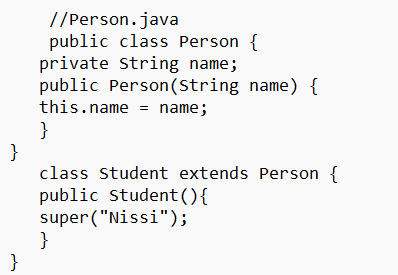 //Person.java
public class Person {
private String name;
public Person(String name) {
this.name = name;
}
}
class Student extends Person {
public Student(){
super("Nissi");
}
}